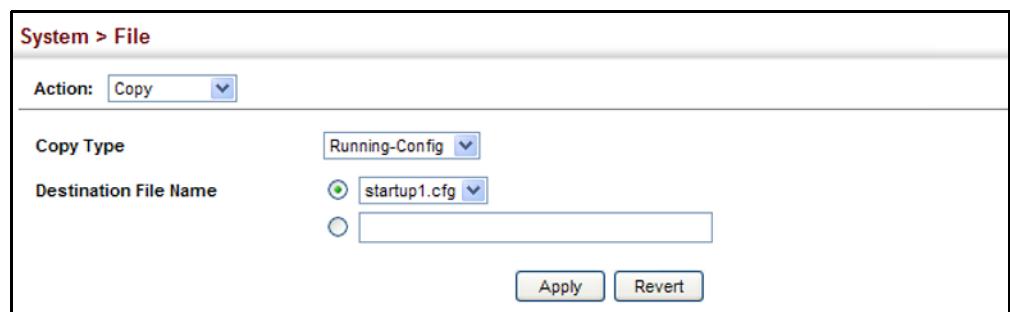 System > File
Action: Copy
Copy Type Running-Config
Destination File Name startup1.cfg
Apply Revert